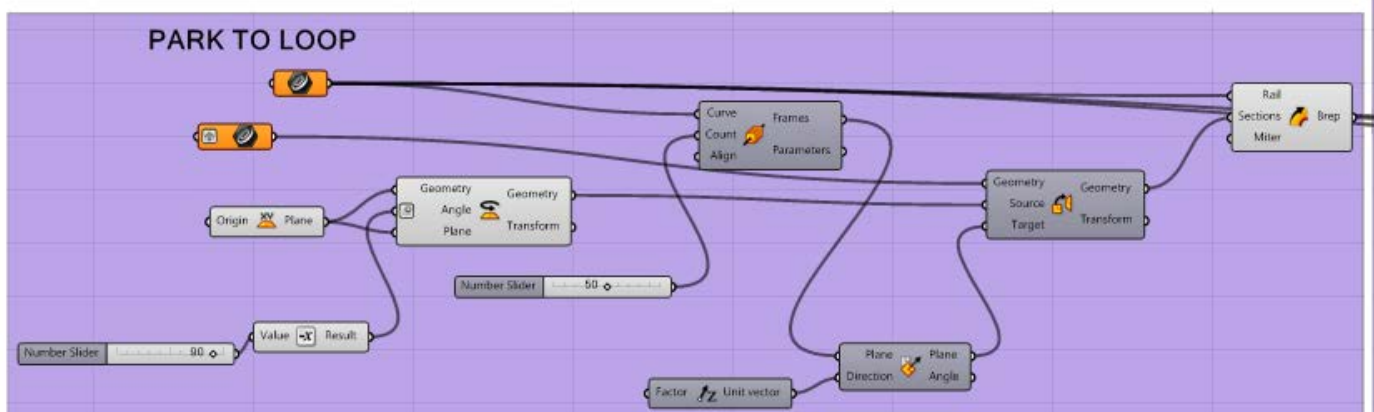 PARK TO LOOP
Curve
Count
Align
Frames
Parameters
Rail
Sections
Miter
Brep
Geometry
Angle
Plane
Geometry
Transform
Origin XY Plane
Geometry
Source
Target
Geometry
Transform
Number Slider 50
Value -x Result
Number Slider 90
Plane
Direction
Plane
Angle
Factor Z Unit vector